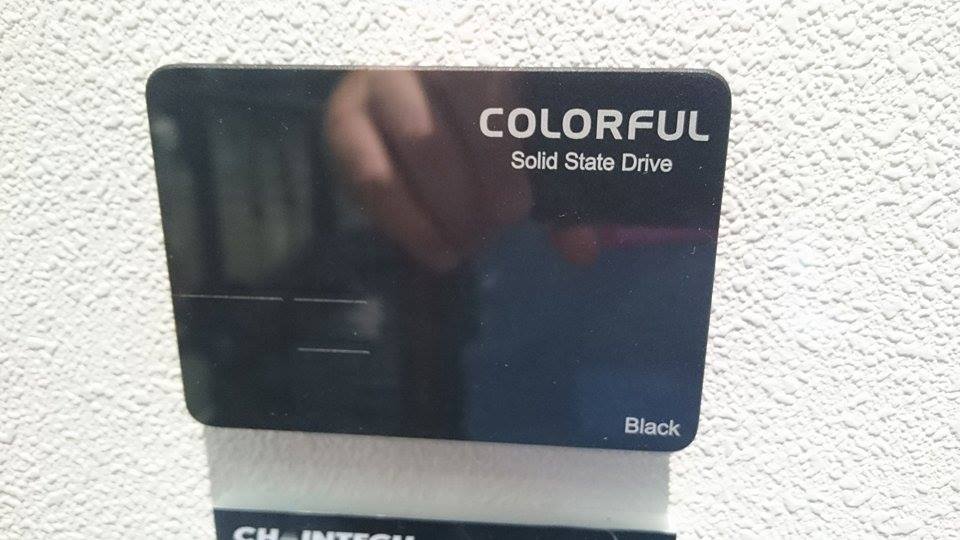 COLORFUL
Solid State Drive
Black